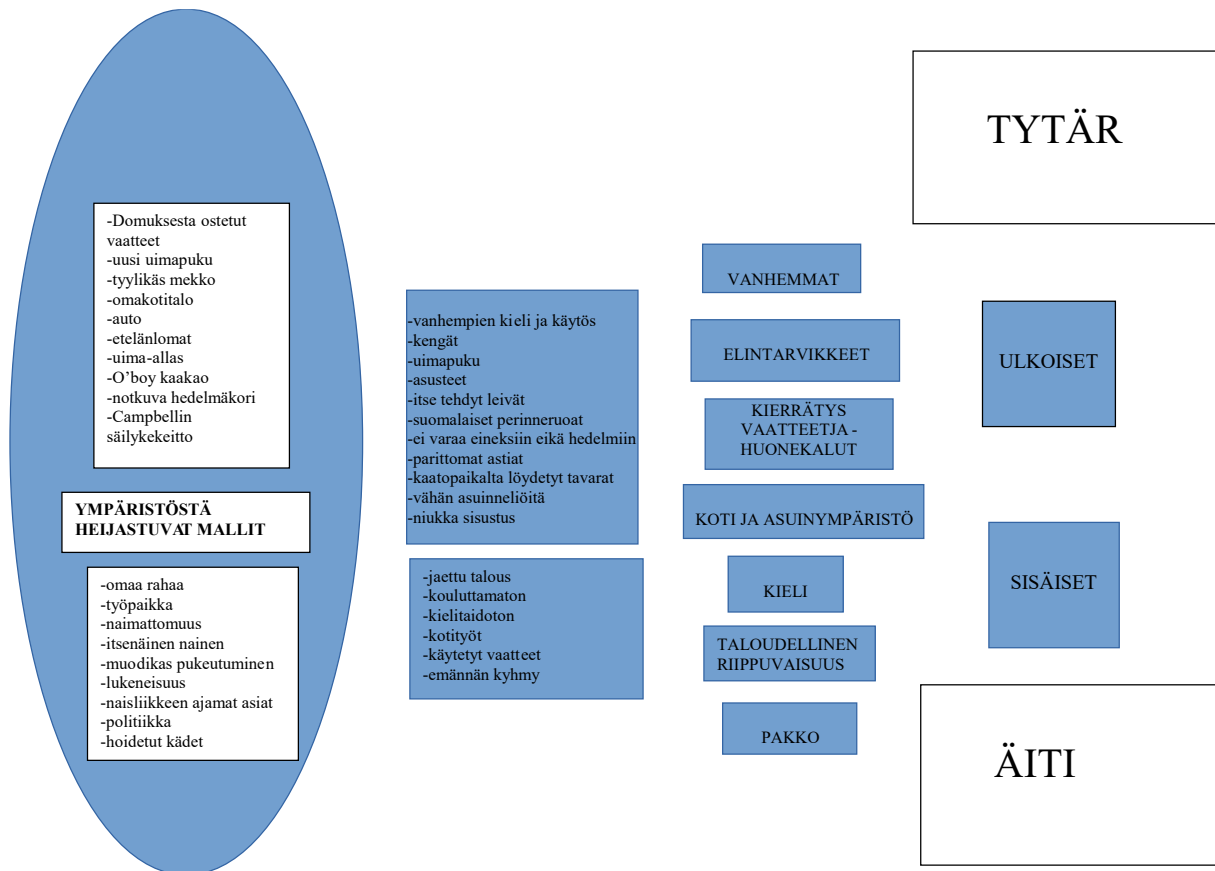 -Domuksesta ostetut
vaatteet
-uusi uimapuku
-tyylikäs mekko
-omakotitalo
-auto
-etelänlomat
-uima-allas
-O’boy kaakao
-notkuva hedelmäkori
-Campbellin
säilykekeitto
YMPÄRISTÖSTÄ
HEIJASTUVAT MALLIT
-omaa rahaa
-työpaikka
-naimattomuus
-itsenäinen nainen
-muodikas pukeutuminen
-lukeneisuus
-naisliikkeen ajamat asiat
-politiikka
-hoidetut kädet
-vanhempien kieli ja käytös
-kengät
-uimapuku
-asusteet
-itse tehdyt leivät
-suomalaiset perinneruoat
-ei varaa eineksiin eikä hedelmiin
-parittomat astiat
-kaatopaikalta löydetyt tavarat
-vähän asuinneliöitä
-niukka sisustus
-jaettu talous
-kouluttamaton
-kielitaidoton
-kotityöt
-käytetyt vaatteet
-emännän kyhmy
VANHEMMAT
ELINTARVIKKEET
KIERRÄTYS
VAATTEETJA -
HUONEKALUT
KOTI JA ASUINYMPÄRISTÖ
KIELI
TALOUDELLINEN
RIIPPUVAISUUS
PAKKO
TYTÄR
ULKOISET
SISÄISET
ÄITI